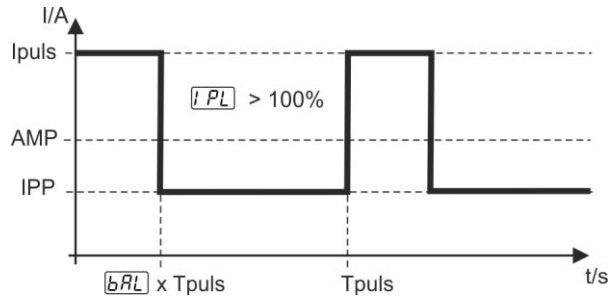 I/A
Ipuls
IPL > 100%
AMP
IPP
bAL x Tpuls
Tpuls
t/s